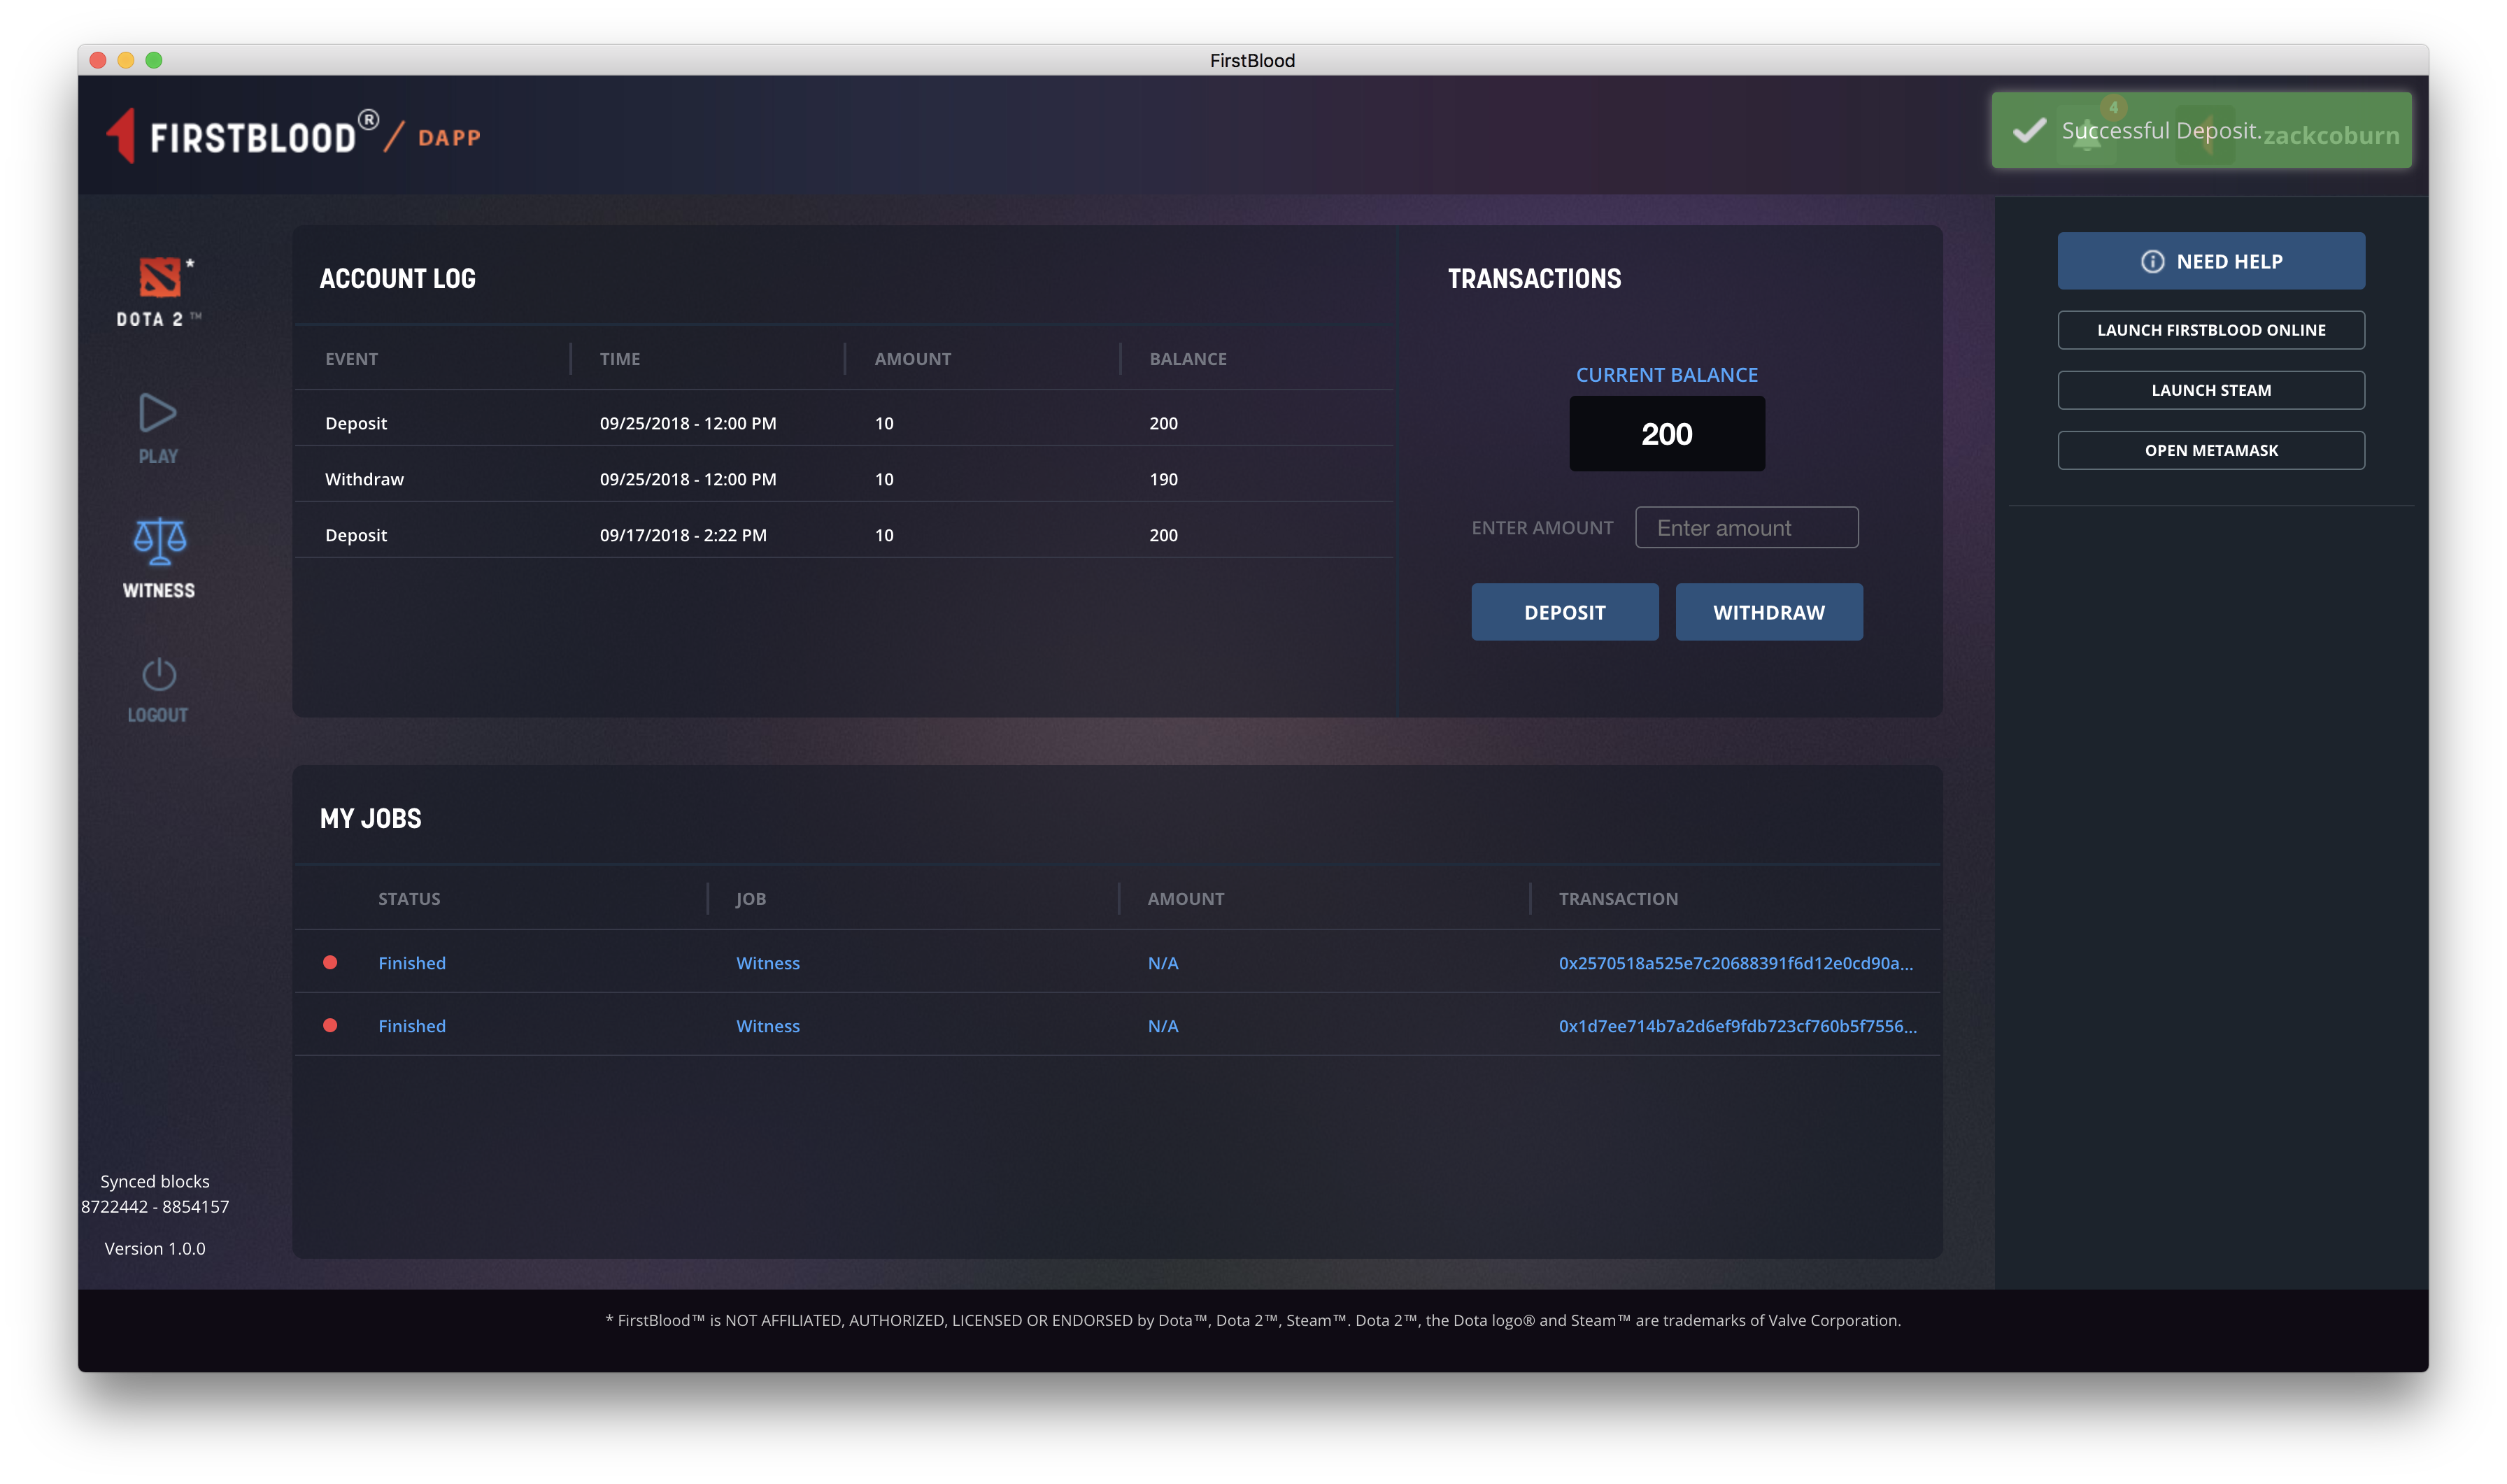 FirstBlood
FIRSTBLOOD® / DAPP
4
Successful Deposit.
zackcoburn
*
DOTA 2 ™
PLAY
WITNESS
LOGOUT
Synced blocks
8722442 - 8854157
Version 1.0.0
ACCOUNT LOG
EVENT TIME AMOUNT BALANCE
Deposit 09/25/2018 - 12:00 PM 10 200
Withdraw 09/25/2018 - 12:00 PM 10 190
Deposit 09/17/2018 - 2:22 PM 10 200
TRANSACTIONS
CURRENT BALANCE
200
ENTER AMOUNT Enter amount
DEPOSIT WITHDRAW
NEED HELP
LAUNCH FIRSTBLOOD ONLINE
LAUNCH STEAM
OPEN METAMASK
MY JOBS
STATUS JOB AMOUNT TRANSACTION
Finished Witness N/A 0x2570518a525e7c20688391f6d12e0cd90a...
Finished Witness N/A 0x1d7ee714b7a2d6ef9fdb723cf760b5f7556...
* FirstBlood™ is NOT AFFILIATED, AUTHORIZED, LICENSED OR ENDORSED by Dota™, Dota 2™, Steam™. Dota 2™, the Dota logo® and Steam™ are trademarks of Valve Corporation.